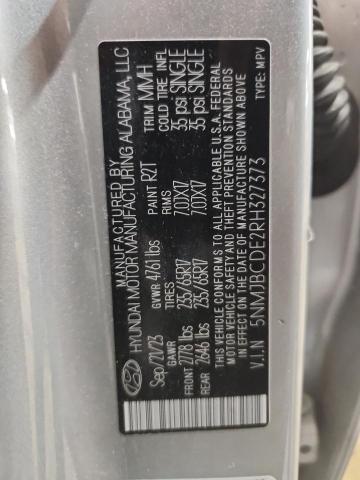 MANUFACTURED BY
HYUNDAI MOTOR MANUFACTURING ALABAMA, LLC
Sep/21/23 PAINT R2T TRIM MMH
GVWR 4761 lbs
GAWR TIRES COLD TIRE INFL
FRONT 2778 lbs 235/65R17 7.0JX17 35 psi SINGLE
REAR 2646 lbs 235/65R17 7.0JX17 35 psi SINGLE
THIS VEHICLE CONFORMS TO ALL APPLICABLE U.S.A. FEDERAL
MOTOR VEHICLE SAFETY AND THEFT PREVENTION STANDARDS
IN EFFECT ON THE DATE OF MANUFACTURE SHOWN ABOVE
V.I.N 5NMJBCDE2RH327373 TYPE: MPV